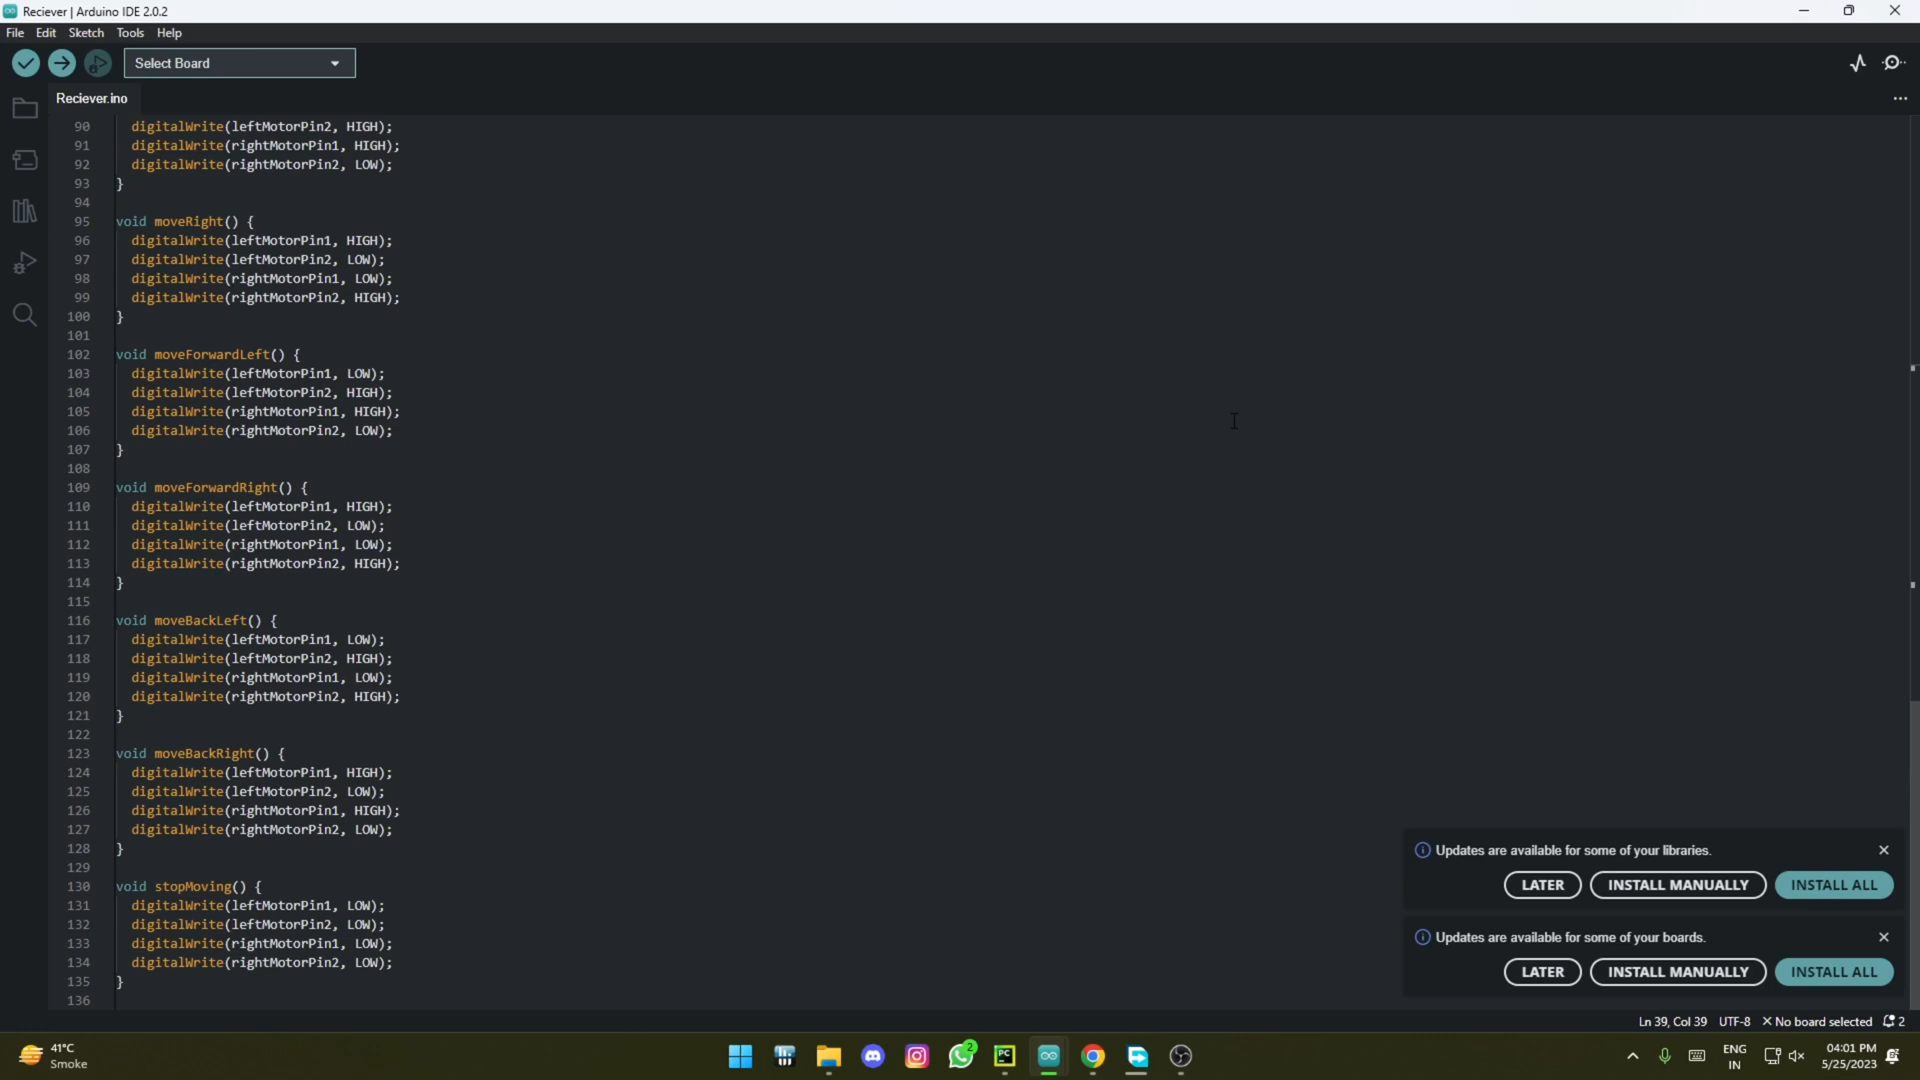 Reciever | Arduino IDE 2.0.2
File Edit Sketch Tools Help
Select Board
Reciever.ino
90 digitalWrite(leftMotorPin2, HIGH);
91 digitalWrite(rightMotorPin1, HIGH);
92 digitalWrite(rightMotorPin2, LOW);
93 }
94
95 void moveRight() {
96 digitalWrite(leftMotorPin1, HIGH);
97 digitalWrite(leftMotorPin2, LOW);
98 digitalWrite(rightMotorPin1, LOW);
99 digitalWrite(rightMotorPin2, HIGH);
100 }
101
102 void moveForwardLeft() {
103 digitalWrite(leftMotorPin1, LOW);
104 digitalWrite(leftMotorPin2, HIGH);
105 digitalWrite(rightMotorPin1, HIGH);
106 digitalWrite(rightMotorPin2, LOW);
107 }
108
109 void moveForwardRight() {
110 digitalWrite(leftMotorPin1, HIGH);
111 digitalWrite(leftMotorPin2, LOW);
112 digitalWrite(rightMotorPin1, LOW);
113 digitalWrite(rightMotorPin2, HIGH);
114 }
115
116 void moveBackLeft() {
117 digitalWrite(leftMotorPin1, LOW);
118 digitalWrite(leftMotorPin2, HIGH);
119 digitalWrite(rightMotorPin1, LOW);
120 digitalWrite(rightMotorPin2, HIGH);
121 }
122
123 void moveBackRight() {
124 digitalWrite(leftMotorPin1, HIGH);
125 digitalWrite(leftMotorPin2, LOW);
126 digitalWrite(rightMotorPin1, HIGH);
127 digitalWrite(rightMotorPin2, LOW);
128 }
129
130 void stopMoving() {
131 digitalWrite(leftMotorPin1, LOW);
132 digitalWrite(leftMotorPin2, LOW);
133 digitalWrite(rightMotorPin1, LOW);
134 digitalWrite(rightMotorPin2, LOW);
135 }
136
Updates are available for some of your libraries.
LATER INSTALL MANUALLY INSTALL ALL
Updates are available for some of your boards.
LATER INSTALL MANUALLY INSTALL ALL
Ln 39, Col 39 UTF-8 No board selected 2
41°C
Smoke
2
PC
ENG
IN
04:01 PM
5/25/2023